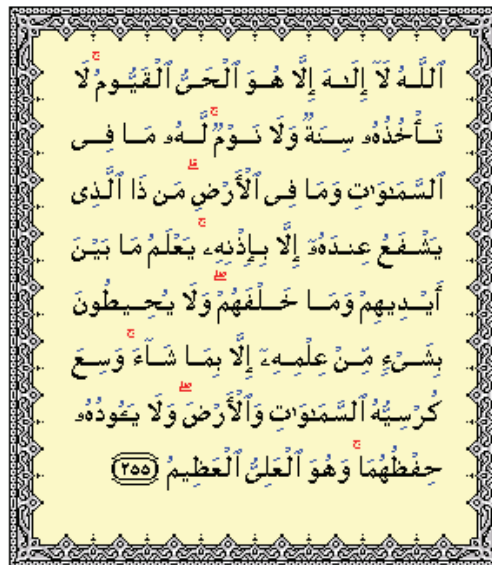 ٱللَّهُ لَآ إِلَـٰهَ إِلَّا هُوَ ٱلْحَىُّ ٱلْقَيُّومُ ۚ لَا
تَأْخُذُهُۥ سِنَةٌ وَلَا نَوْمٌ ۚ لَّهُۥ مَا فِى
ٱلسَّمَـٰوَٰتِ وَمَا فِى ٱلْأَرْضِ ۗ مَن ذَا ٱلَّذِى
يَشْفَعُ عِندَهُۥٓ إِلَّا بِإِذْنِهِۦ ۚ يَعْلَمُ مَا بَيْنَ
أَيْدِيهِمْ وَمَا خَلْفَهُمْ ۖ وَلَا يُحِيطُونَ
بِشَىْءٍ مِّنْ عِلْمِهِۦٓ إِلَّا بِمَا شَآءَ ۚ وَسِعَ
كُرْسِيُّهُ ٱلسَّمَـٰوَٰتِ وَٱلْأَرْضَ ۖ وَلَا يَـُٔودُهُۥ
حِفْظُهُمَا ۚ وَهُوَ ٱلْعَلِىُّ ٱلْعَظِيمُ ﴿٢٥٥﴾